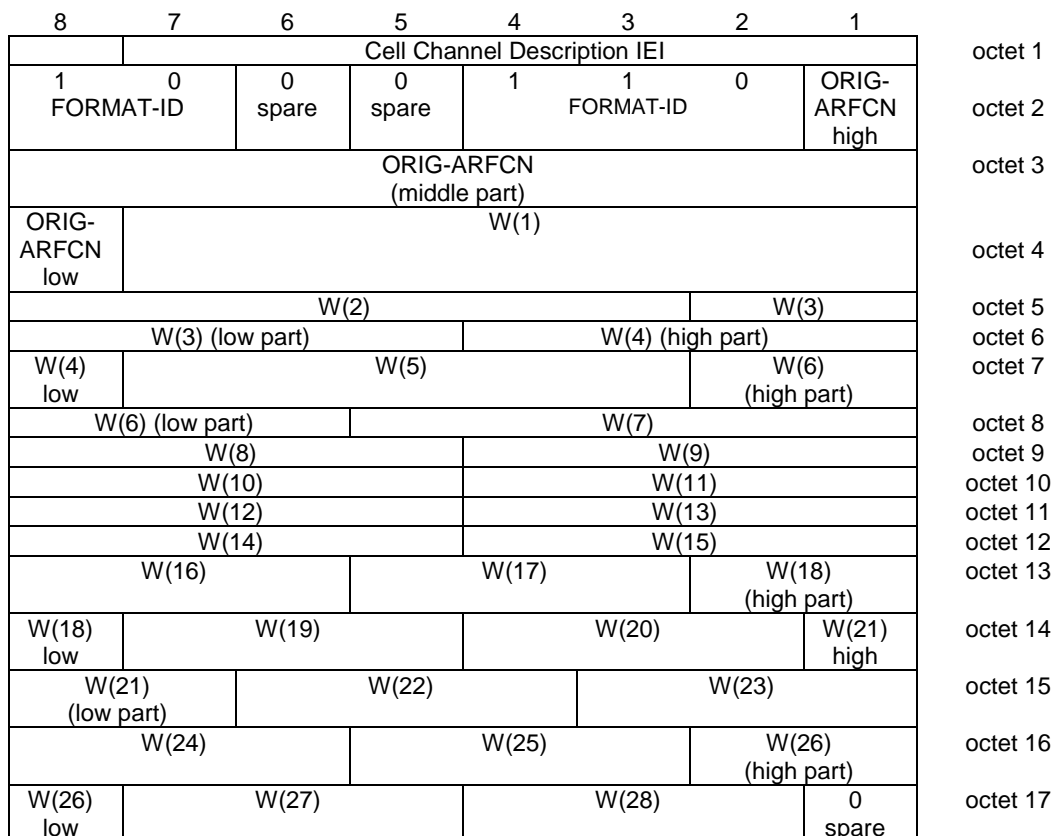 8 7 6 5 4 3 2 1
Cell Channel Description IEI octet 1
1 0 0 0 1 1 0 ORIG-
FORMAT-ID spare spare FORMAT-ID ARFCN octet 2
high
ORIG-ARFCN octet 3
(middle part)
ORIG- W(1)
ARFCN octet 4
low
W(2) W(3) octet 5
W(3) (low part) W(4) (high part) octet 6
W(4) W(5) W(6) octet 7
low (high part)
W(6) (low part) W(7) octet 8
W(8) W(9) octet 9
W(10) W(11) octet 10
W(12) W(13) octet 11
W(14) W(15) octet 12
W(16) W(17) W(18) octet 13
(high part)
W(18) W(19) W(20) W(21) octet 14
low high
W(21) W(22) W(23) octet 15
(low part)
W(24) W(25) W(26) octet 16
(high part)
W(26) W(27) W(28) 0 octet 17
low spare